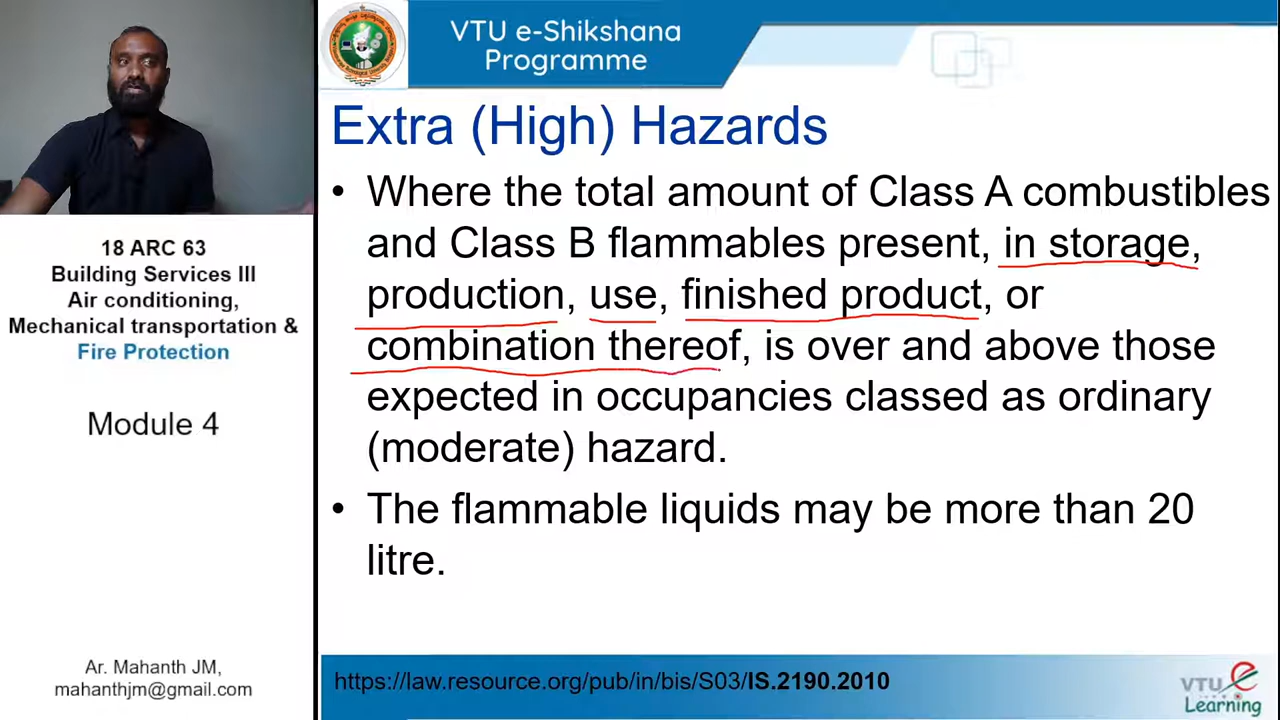 VTU e-Shikshana
Programme
Extra (High) Hazards
• Where the total amount of Class A combustibles
and Class B flammables present, in storage,
production, use, finished product, or
combination thereof, is over and above those
expected in occupancies classed as ordinary
(moderate) hazard.
• The flammable liquids may be more than 20
litre.
18 ARC 63
Building Services III
Air conditioning,
Mechanical transportation &
Fire Protection
Module 4
Ar. Mahanth JM,
mahanthjm@gmail.com
https://law.resource.org/pub/in/bis/S03/IS.2190.2010
VTU e
Learning